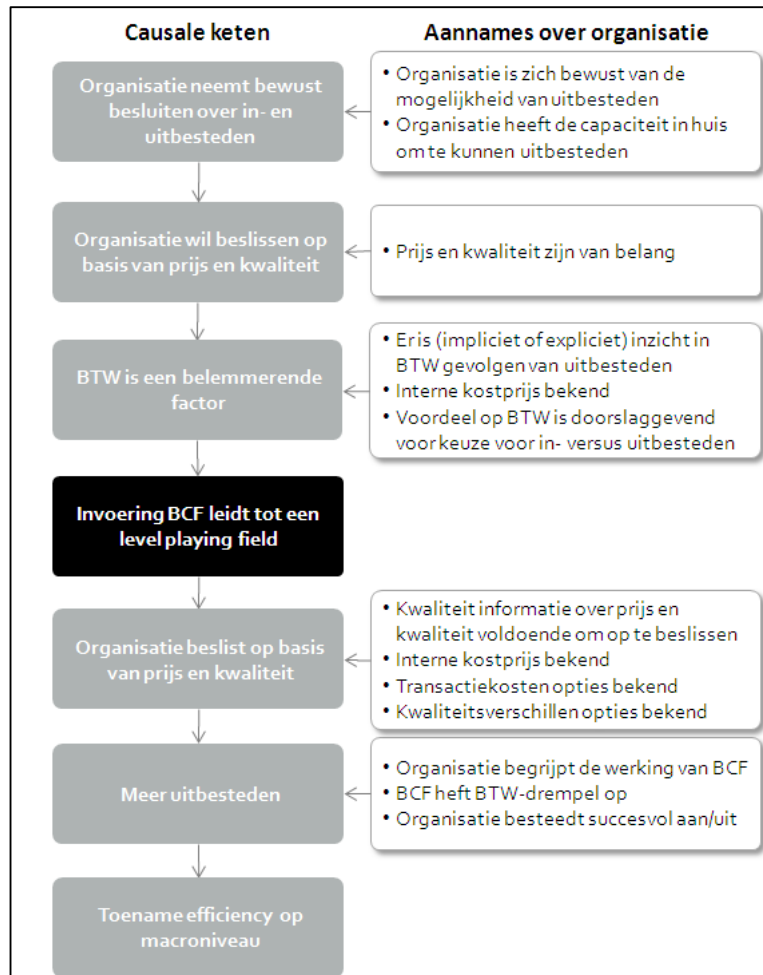 Causale keten
Aannames over organisatie
Organisatie neemt bewust
besluiten over in- en
uitbesteden
• Organisatie is zich bewust van de
mogelijkheid van uitbesteden
• Organisatie heeft de capaciteit in huis
om te kunnen uitbesteden
Organisatie wil beslissen op
basis van prijs en kwaliteit
• Prijs en kwaliteit zijn van belang
BTW is een belemmerende
factor
• Er is (impliciet of expliciet) inzicht in
BTW gevolgen van uitbesteden
• Interne kostprijs bekend
• Voordeel op BTW is doorslaggevend
voor keuze voor in- versus uitbesteden
Invoering BCF leidt tot een
level playing field
Organisatie beslist op basis
van prijs en kwaliteit
• Kwaliteit informatie over prijs en
kwaliteit voldoende om op te beslissen
• Interne kostprijs bekend
• Transactiekosten opties bekend
• Kwaliteitsverschillen opties bekend
Meer uitbesteden
• Organisatie begrijpt de werking van BCF
• BCF heft BTW-drempel op
• Organisatie besteedt succesvol aan/uit
Toename efficiency op
macroniveau